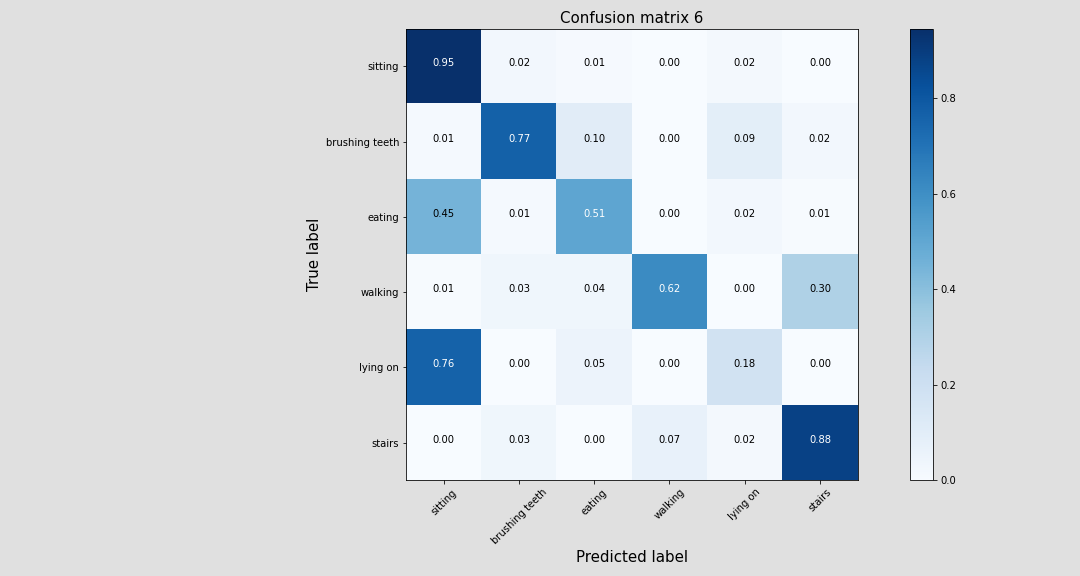 Confusion matrix 6
sitting 0.95 0.02 0.01 0.00 0.02 0.00
brushing teeth 0.01 0.77 0.10 0.00 0.09 0.02
eating 0.45 0.01 0.51 0.00 0.02 0.01
walking 0.01 0.03 0.04 0.62 0.00 0.30
lying on 0.76 0.00 0.05 0.00 0.18 0.00
stairs 0.00 0.03 0.00 0.07 0.02 0.88
True label
sitting brushing teeth eating walking lying on stairs
Predicted label
0.8
0.6
0.4
0.2
0.0